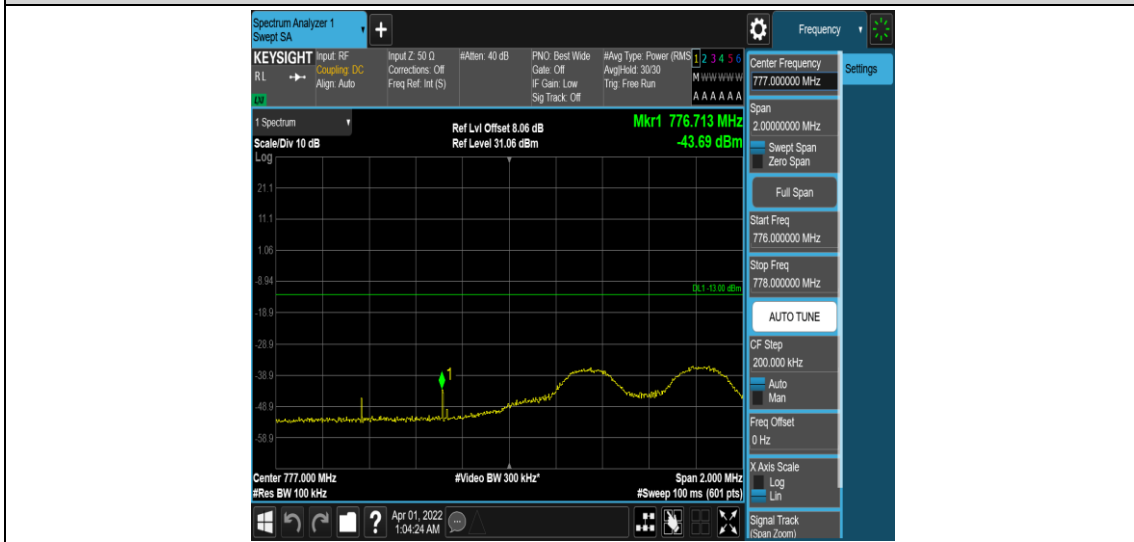 Spectrum Analyzer 1
Swept SA
+
Frequency
KEYSIGHT
RL
LXI
Input: RF
Coupling: DC
Align: Auto
Input Z: 50 Ω
Corrections: Off
Freq Ref: Int (S)
#Atten: 40 dB
PNO: Best Wide
Gate: Off
IF Gain: Low
Sig Track: Off
#Avg Type: Power (RMS
Avg|Hold: 30/30
Trig: Free Run
1 2 3 4 5 6
M W W W W W
A A A A A A
1 Spectrum
Scale/Div 10 dB
Log
Ref Lvl Offset 8.06 dB
Ref Level 31.06 dBm
Mkr1 776.713 MHz
-43.69 dBm
21.1
11.1
1.06
-8.94
DL1 -13.00 dBm
-18.9
-28.9
-38.9
1
-48.9
-58.9
Center 777.000 MHz
#Res BW 100 kHz
#Video BW 300 kHz*
Span 2.000 MHz
#Sweep 100 ms (601 pts)
Center Frequency
777.000000 MHz
Settings
Span
2.00000000 MHz
Swept Span
Zero Span
Full Span
Start Freq
776.000000 MHz
Stop Freq
778.000000 MHz
AUTO TUNE
CF Step
200.000 kHz
Auto
Man
Freq Offset
0 Hz
X Axis Scale
Log
Lin
Signal Track
(Span Zoom)
?
Apr 01, 2022
1:04:24 AM